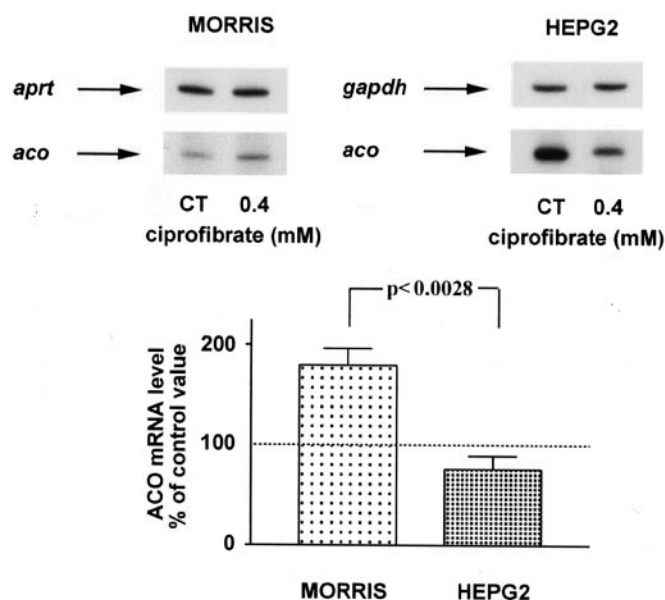 MORRIS
HEPG2
aprt
gapdh
aco
aco
CT 0.4
CT 0.4
ciprofibrate (mM)
ciprofibrate (mM)
p<0.0028
ACO mRNA level
% of control value
200
100
0
MORRIS
HEPG2